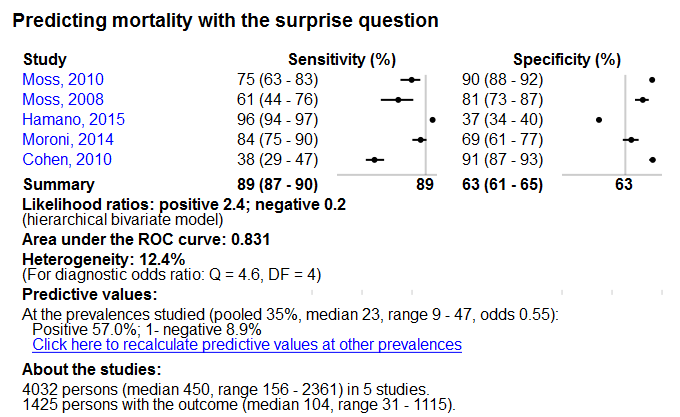 Predicting mortality with the surprise question
Study Sensitivity (%) Specificity (%)
Moss, 2010 75 (63 - 83) 90 (88 - 92)
Moss, 2008 61 (44 - 76) 81 (73 - 87)
Hamano, 2015 96 (94 - 97) 37 (34 - 40)
Moroni, 2014 84 (75 - 90) 69 (61 - 77)
Cohen, 2010 38 (29 - 47) 91 (87 - 93)
Summary 89 (87 - 90) 89 63 (61 - 65) 63
Likelihood ratios: positive 2.4; negative 0.2
(hierarchical bivariate model)
Area under the ROC curve: 0.831
Heterogeneity: 12.4%
(For diagnostic odds ratio: Q = 4.6, DF = 4)
Predictive values:
At the prevalences studied (pooled 35%, median 23, range 9 - 47, odds 0.55):
Positive 57.0%; 1- negative 8.9%
Click here to recalculate predictive values at other prevalences
About the studies:
4032 persons (median 450, range 156 - 2361) in 5 studies.
1425 persons with the outcome (median 104, range 31 - 1115).